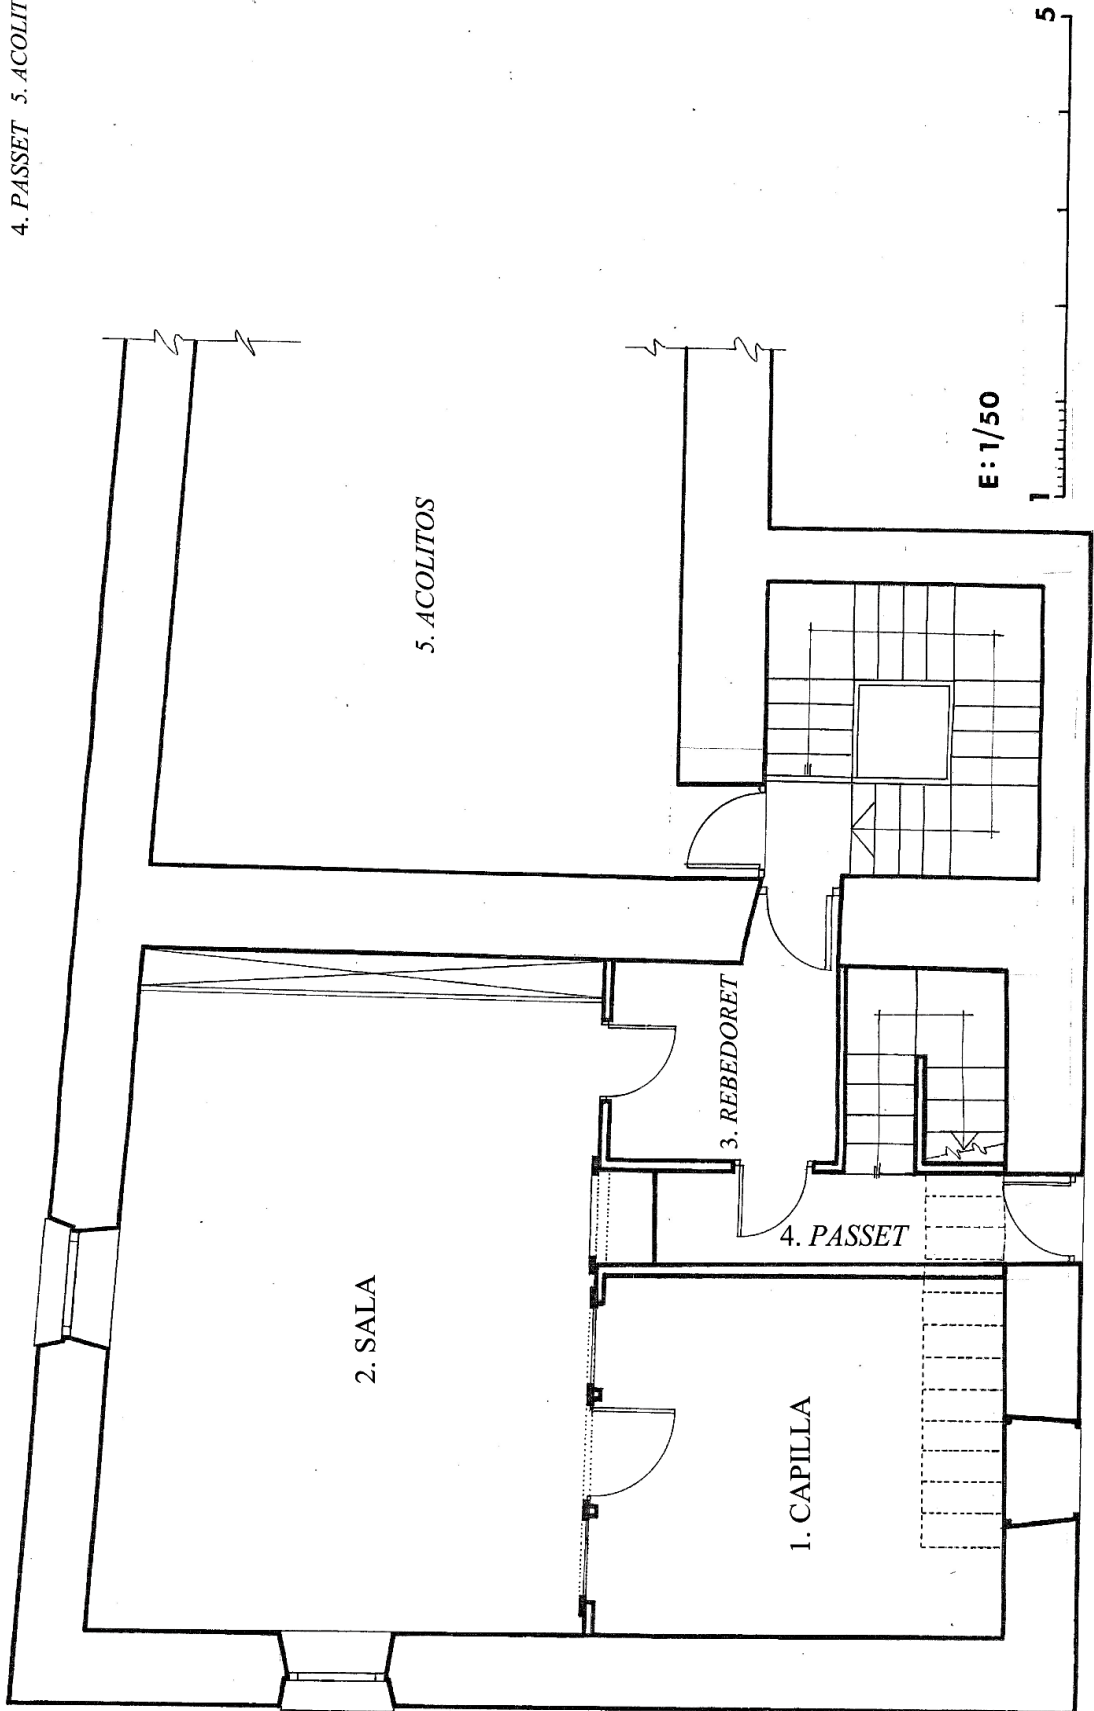 4. PASSET 5. ACOLIT
5. ACOLITOS
2. SALA
3. REBEDORET
4. PASSET
1. CAPILLA
E: 1/50
1
5